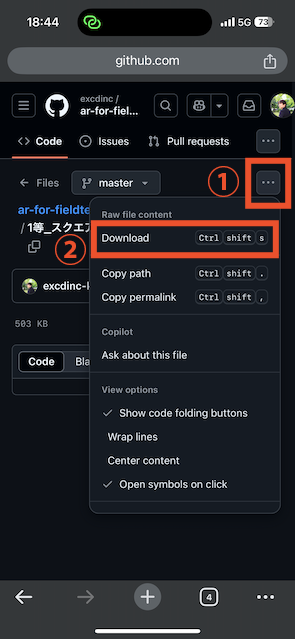 18:44
5G 73
github.com
excdinc /
ar-for-fiel...
Code Issues Pull requests
Files master ①
ar-for-fieldte
/ 1等_スクエ
Raw file content
② Download Ctrl shift s
Copy path Ctrl shift .
excdinc-k
Copy permalink Ctrl shift ,
503 KB
Copilot
Ask about this file
Code Bla
View options
Show code folding buttons
Wrap lines
Center content
Open symbols on click
4